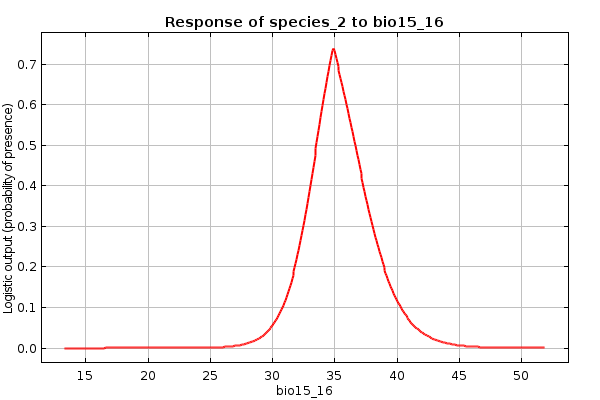 Response of species_2 to bio15_16
Logistic output (probability of presence)
0.7
0.6
0.5
0.4
0.3
0.2
0.1
0.0
15 20 25 30 35 40 45 50
bio15_16